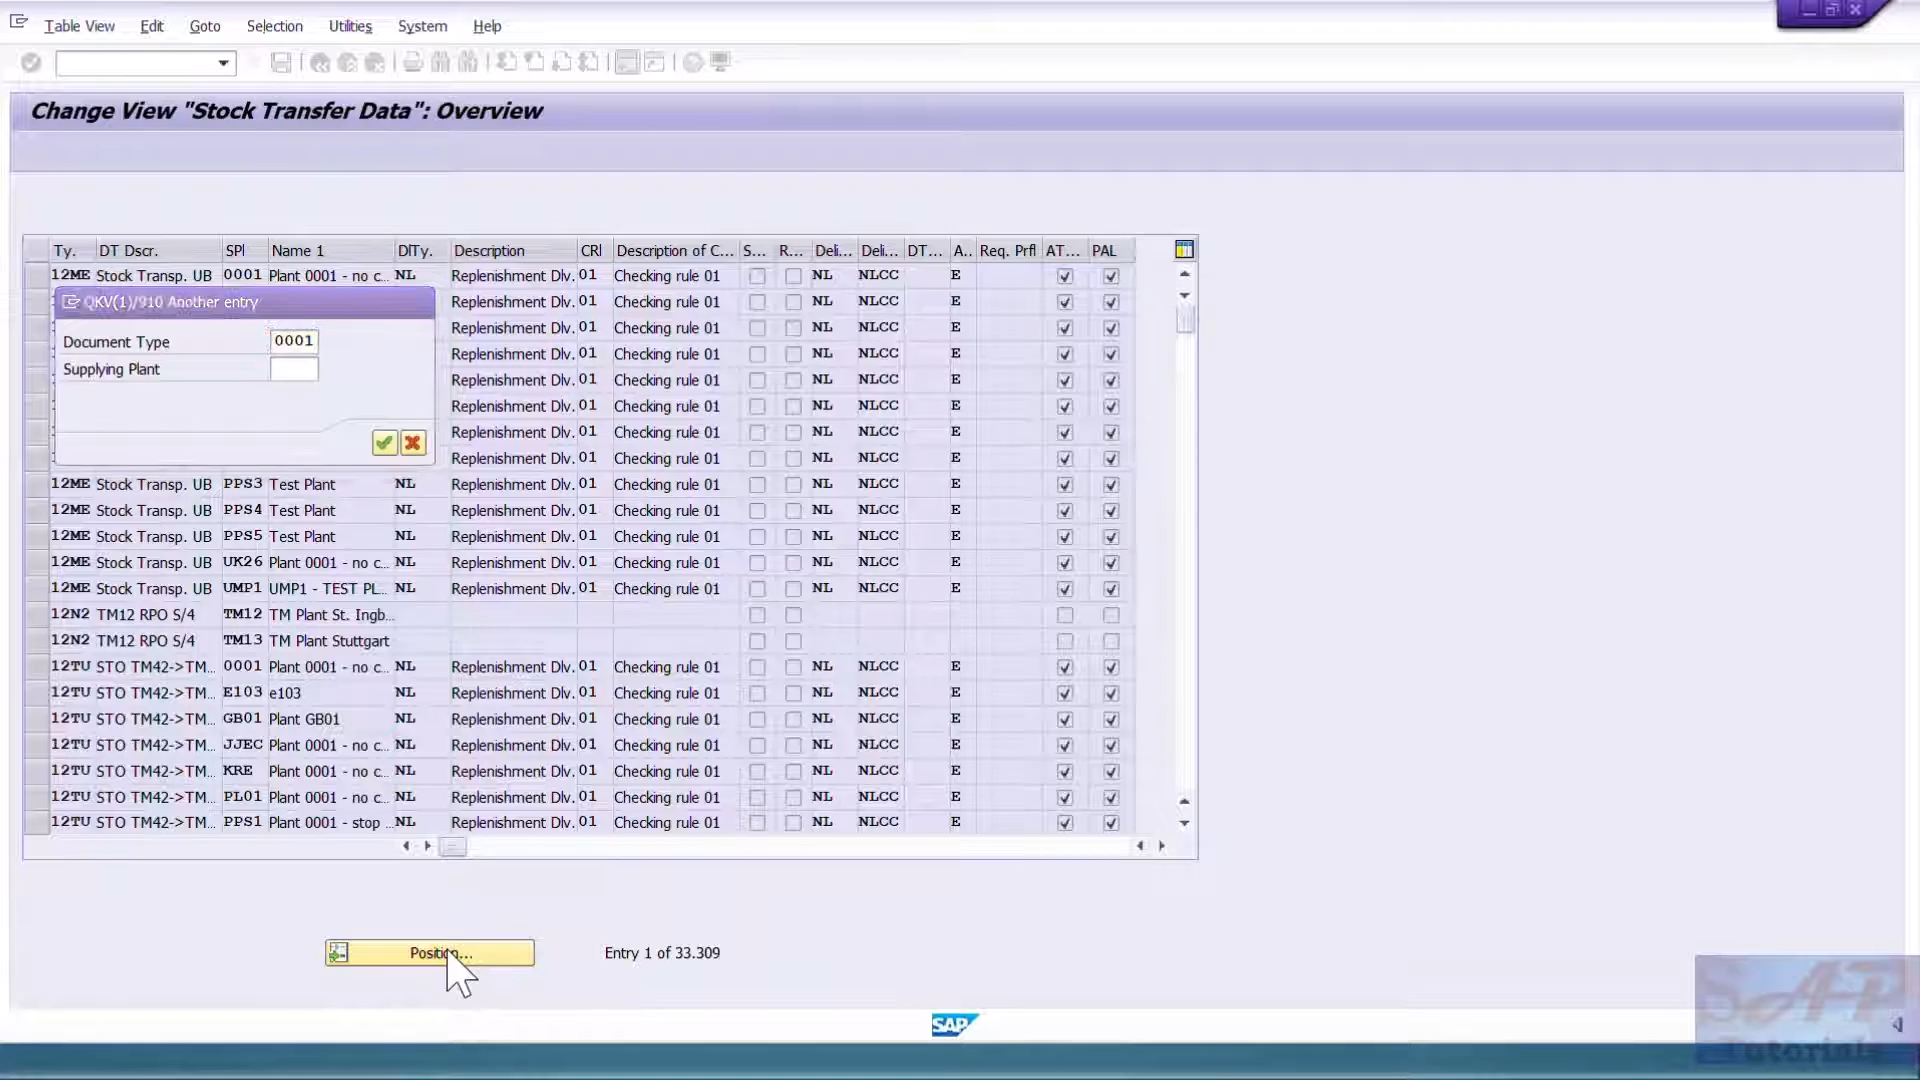 Table View Edit Goto Selection Utilities System Help
Change View "Stock Transfer Data": Overview
Ty. DT Dscr. SPl Name 1 DlTy. Description CRl Description of C... S... R... Deli... Deli... DT... A.. Req. Prfl AT... PAL
12ME Stock Transp. UB 0001 Plant 0001 - no c... NL Replenishment Dlv. 01 Checking rule 01 NL NLCC E
QKV(1)/910 Another entry
Replenishment Dlv. 01 Checking rule 01 NL NLCC E
Replenishment Dlv. 01 Checking rule 01 NL NLCC E
Document Type 0001
Replenishment Dlv. 01 Checking rule 01 NL NLCC E
Supplying Plant
Replenishment Dlv. 01 Checking rule 01 NL NLCC E
Replenishment Dlv. 01 Checking rule 01 NL NLCC E
Replenishment Dlv. 01 Checking rule 01 NL NLCC E
Replenishment Dlv. 01 Checking rule 01 NL NLCC E
12ME Stock Transp. UB PPS3 Test Plant NL Replenishment Dlv. 01 Checking rule 01 NL NLCC E
12ME Stock Transp. UB PPS4 Test Plant NL Replenishment Dlv. 01 Checking rule 01 NL NLCC E
12ME Stock Transp. UB PPS5 Test Plant NL Replenishment Dlv. 01 Checking rule 01 NL NLCC E
12ME Stock Transp. UB UK26 Plant 0001 - no c... NL Replenishment Dlv. 01 Checking rule 01 NL NLCC E
12ME Stock Transp. UB UMP1 UMP1 - TEST PL... NL Replenishment Dlv. 01 Checking rule 01 NL NLCC E
12N2 TM12 RPO S/4 TM12 TM Plant St. Ingb...
12N2 TM12 RPO S/4 TM13 TM Plant Stuttgart
12TU STO TM42->TM... 0001 Plant 0001 - no c... NL Replenishment Dlv. 01 Checking rule 01 NL NLCC E
12TU STO TM42->TM... E103 e103 NL Replenishment Dlv. 01 Checking rule 01 NL NLCC E
12TU STO TM42->TM... GB01 Plant GB01 NL Replenishment Dlv. 01 Checking rule 01 NL NLCC E
12TU STO TM42->TM... JJEC Plant 0001 - no c... NL Replenishment Dlv. 01 Checking rule 01 NL NLCC E
12TU STO TM42->TM... KRE Plant 0001 - no c... NL Replenishment Dlv. 01 Checking rule 01 NL NLCC E
12TU STO TM42->TM... PL01 Plant 0001 - no c... NL Replenishment Dlv. 01 Checking rule 01 NL NLCC E
12TU STO TM42->TM... PPS1 Plant 0001 - stop ... NL Replenishment Dlv. 01 Checking rule 01 NL NLCC E
Position... Entry 1 of 33.309
SAP
SAP
Tutorials